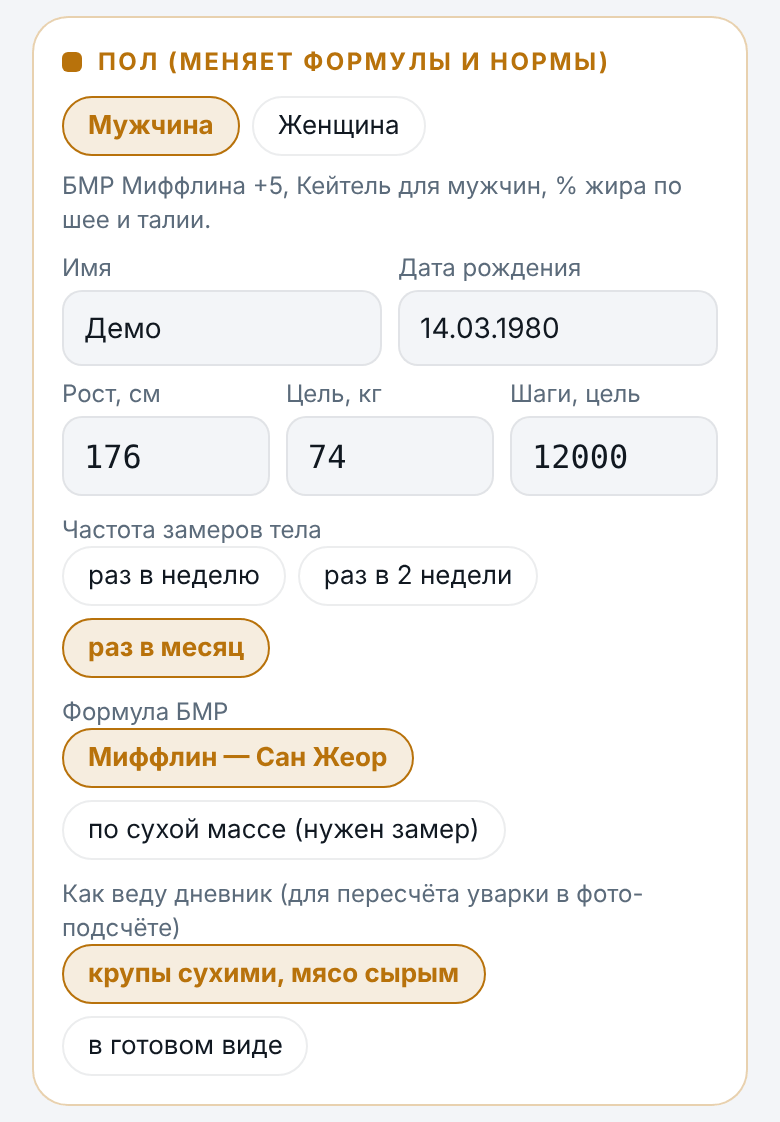 ПОЛ (МЕНЯЕТ ФОРМУЛЫ И НОРМЫ)
Мужчина Женщина
БМР Миффлина +5, Кейтель для мужчин, % жира по
шее и талии.
Имя Дата рождения
Демо 14.03.1980
Рост, см Цель, кг Шаги, цель
176 74 12000
Частота замеров тела
раз в неделю раз в 2 недели
раз в месяц
Формула БМР
Миффлин — Сан Жеор
по сухой массе (нужен замер)
Как веду дневник (для пересчёта уварки в фото-
подсчёте)
крупы сухими, мясо сырым
в готовом виде